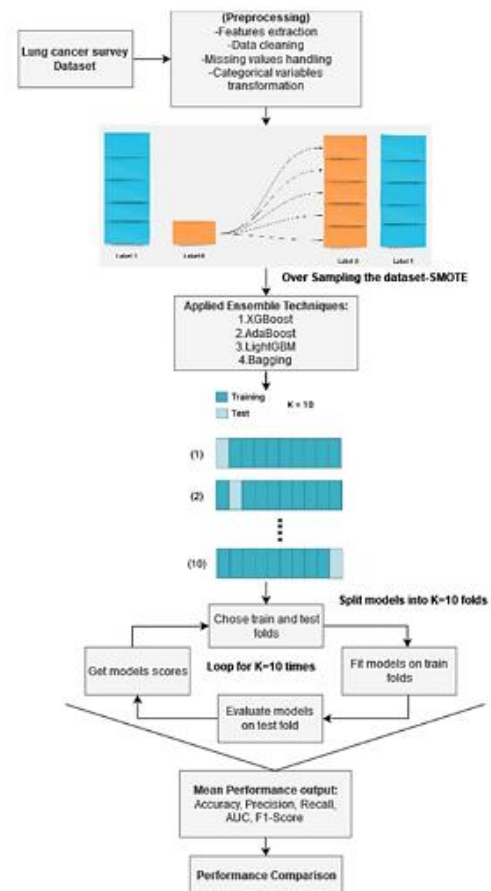 (Preprocessing)
-Features extraction
-Data cleaning
-Missing values handling
-Categorical variables
transformation
Lung cancer survey
Dataset
Label 1
Label 0
Label 0
Label 1
Over Sampling the dataset-SMOTE
Applied Ensemble Techniques:
1.XGBoost
2.AdaBoost
3.LightGBM
4.Bagging
Training
Test
K = 10
(1)
(2)
(10)
Split models into K=10 folds
Chose train and test
folds
Get models scores
Loop for K=10 times
Fit models on train
folds
Evaluate models
on test fold
Mean Performance output:
Accuracy, Precision, Recall,
AUC, F1-Score
Performance Comparison